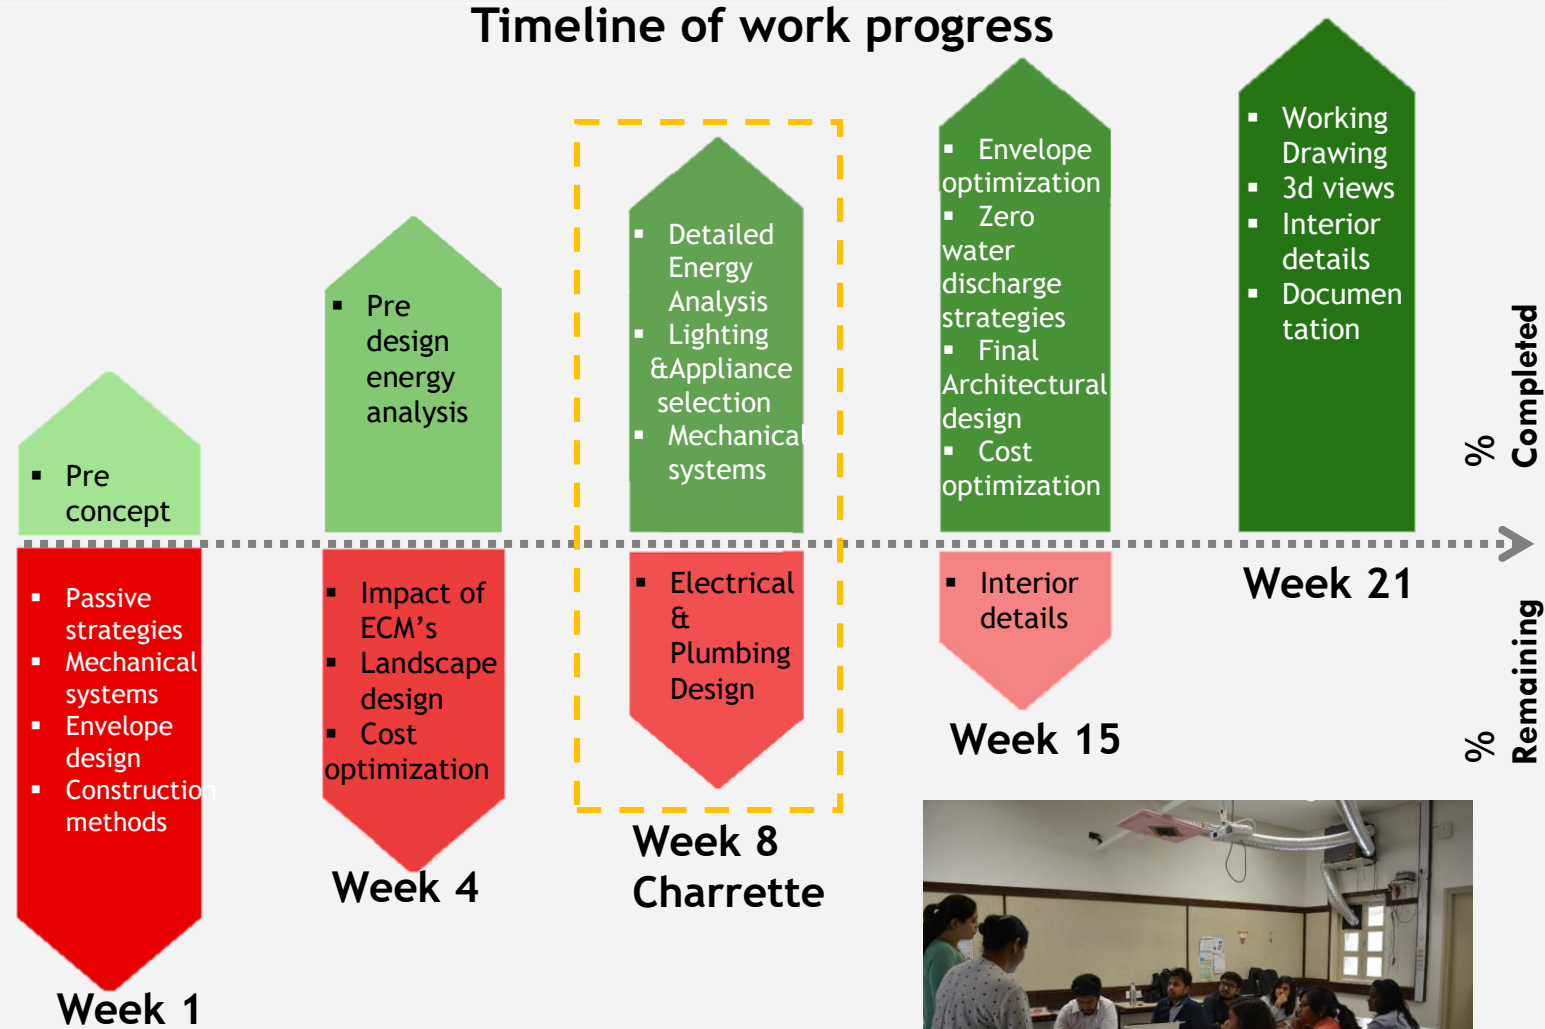 Timeline of work progress
▪ Pre
concept
▪ Passive
strategies
▪ Mechanical
systems
▪ Envelope
design
▪ Construction
methods
Week 1
▪ Pre
design
energy
analysis
▪ Impact of
ECM’s
▪ Landscape
design
▪ Cost
optimization
Week 4
▪ Detailed
Energy
Analysis
▪ Lighting
&Appliance
selection
▪ Mechanical
systems
▪ Electrical
&
Plumbing
Design
Week 8
Charrette
▪ Envelope
optimization
▪ Zero
water
discharge
strategies
▪ Final
Architectural
design
▪ Cost
optimization
▪ Interior
details
Week 15
▪ Working
Drawing
▪ 3d views
▪ Interior
details
▪ Documen
tation
Week 21
%
Completed
%
Remaining